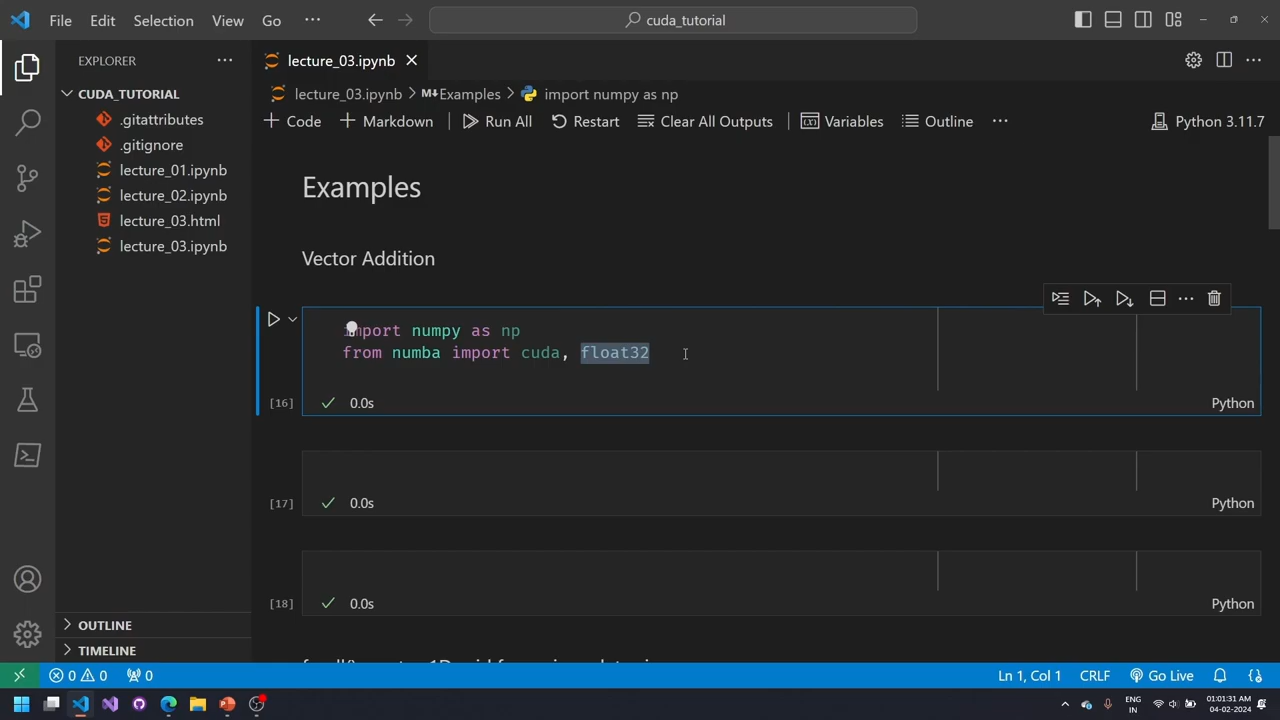 File Edit Selection View Go ··· cuda_tutorial
EXPLORER ··· lecture_03.ipynb
CUDA_TUTORIAL
.gitattributes
.gitignore
lecture_01.ipynb
lecture_02.ipynb
lecture_03.html
lecture_03.ipynb
OUTLINE
TIMELINE
lecture_03.ipynb > M↓Examples > import numpy as np
+ Code + Markdown Run All Restart Clear All Outputs Variables Outline ··· Python 3.11.7
Examples
Vector Addition
import numpy as np
from numba import cuda, float32
[16] 0.0s Python
[17] 0.0s Python
[18] 0.0s Python
0 0 0 Ln 1, Col 1 CRLF Go Live
ENG 01:01:31 AM
IN 04-02-2024